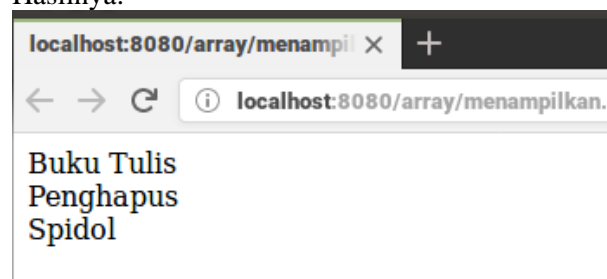 Hasilnya:
localhost:8080/array/menampil
localhost:8080/array/menampilkan.
Buku Tulis
Penghapus
Spidol